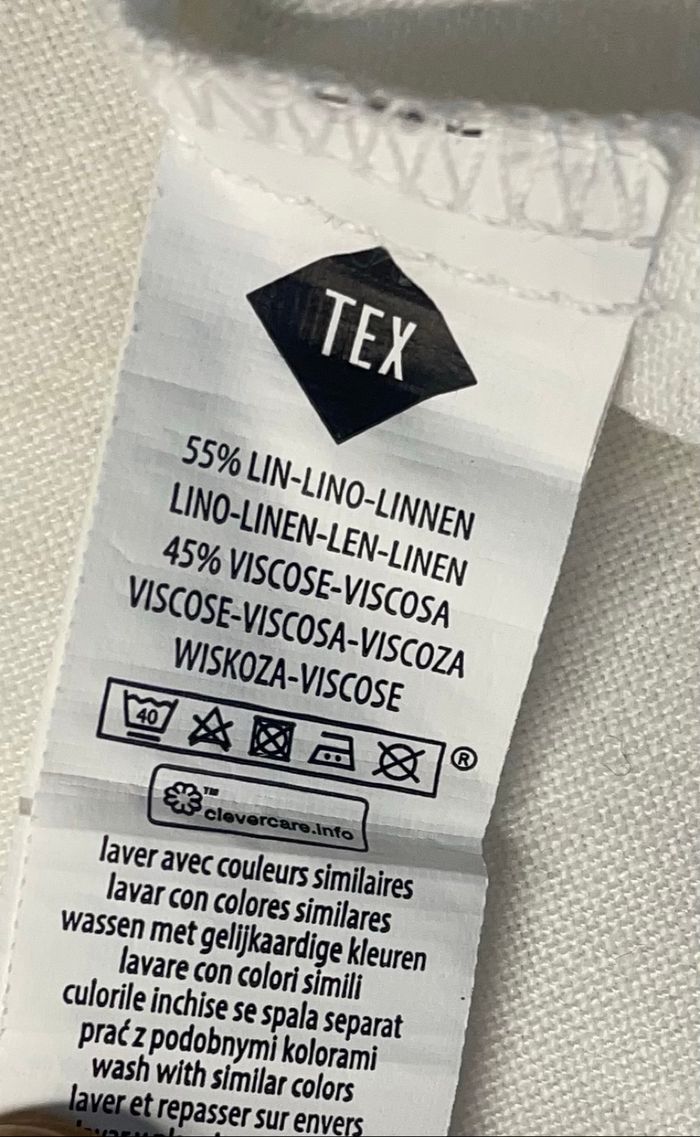 TEX
55% LIN-LINO-LINNEN
LINO-LINEN-LEN-LINEN
45% VISCOSE-VISCOSA
VISCOSE-VISCOSA-VISCOZA
WISKOZA-VISCOSE
40 ®
™
clevercare.info
laver avec couleurs similaires
lavar con colores similares
wassen met gelijkaardige kleuren
lavare con colori simili
culorile inchise se spala separat
prać z podobnymi kolorami
wash with similar colors
laver et repasser sur envers